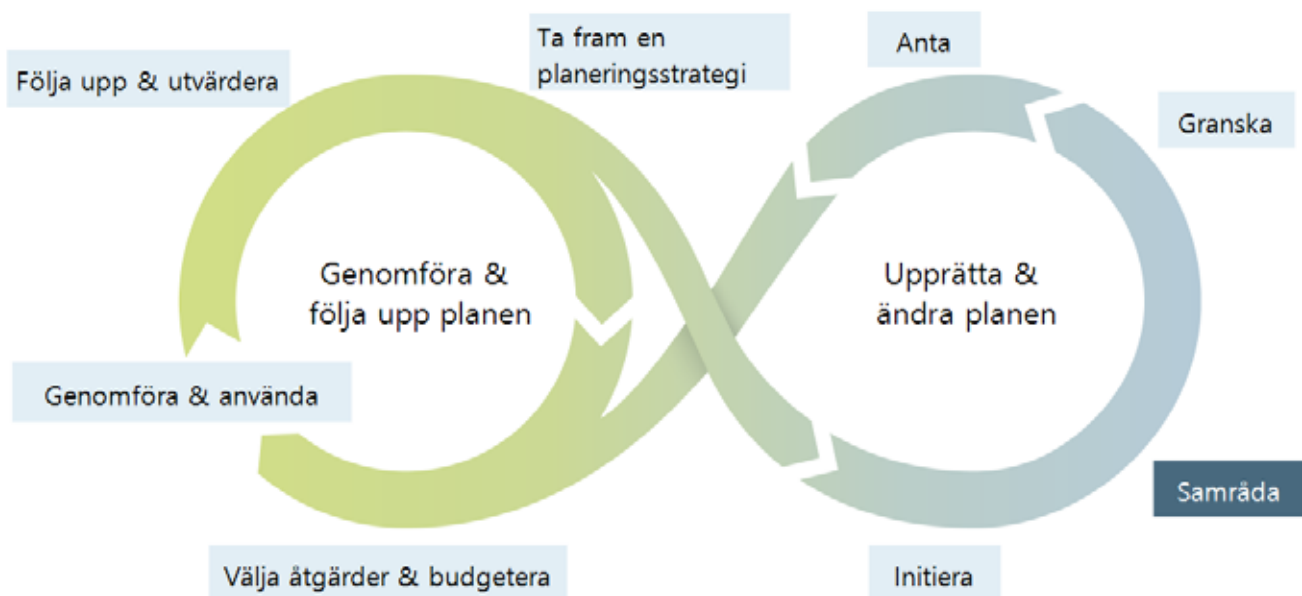 Ta fram en
planeringsstrategi
Anta
Följa upp & utvärdera
Granska
Genomföra &
följa upp planen
Upprätta &
ändra planen
Genomföra & använda
Samråda
Välja åtgärder & budgetera
Initiera